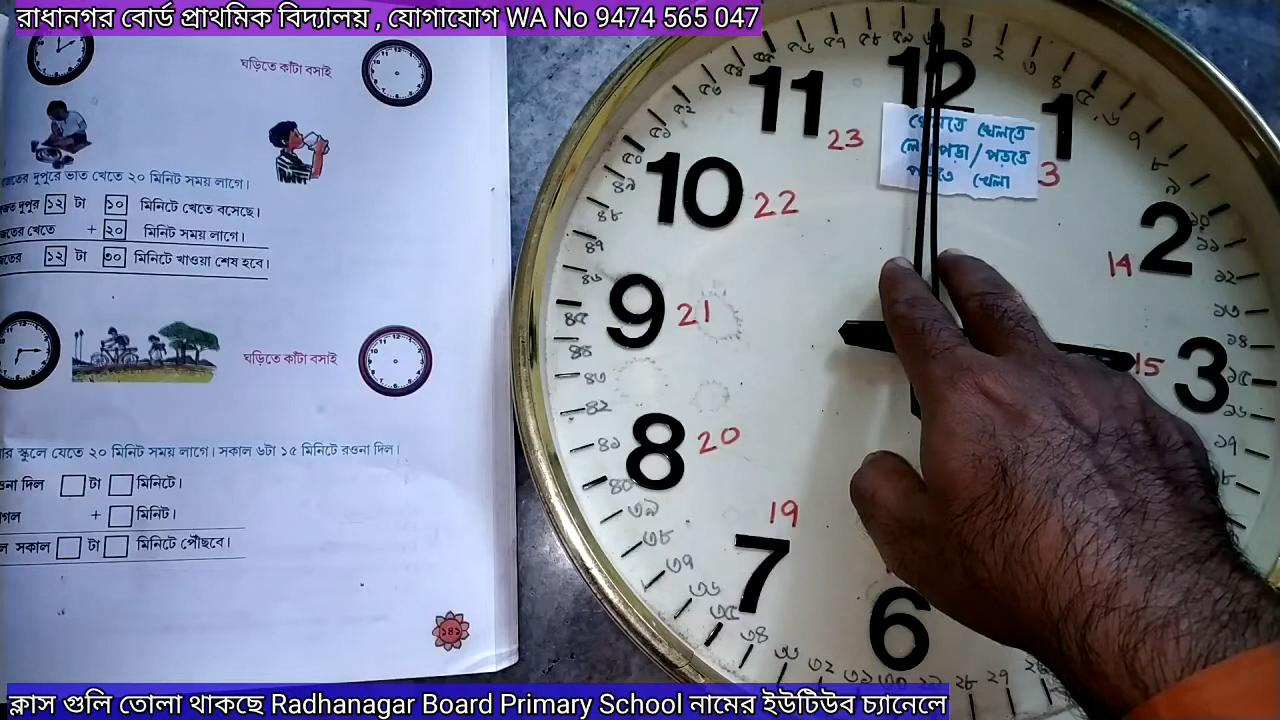 রাধানগর বোর্ড প্রাথমিক বিদ্যালয় , যোগাযোগ WA No 9474 565 047
ঘড়িতে কাঁটা বসাই
দুপুরে ভাত খেতে ২০ মিনিট সময় লাগে।
দুপুর ১২ টা ১০ মিনিটে খেতে বসেছে।
খেতে + ২০ মিনিট সময় লাগে।
১২ টা ৩০ মিনিটে খাওয়া শেষ হবে।
ঘড়িতে কাঁটা বসাই
স্কুলে যেতে ২০ মিনিট সময় লাগে। সকাল ৬টা ১৫ মিনিটে রওনা দিল।
দিল টা মিনিটে।
+ মিনিট।
সকাল টা মিনিটে পৌঁছবে।
১৪১
12
1
2
3
6
7
8
9
10
11
খেলতে
লেখাপড়া / পড়তে
খেলা
3
14
15
19
20
21
22
23
ক্লাস গুলি তোলা থাকছে Radhanagar Board Primary School নামের ইউটিউব চ্যানেলে